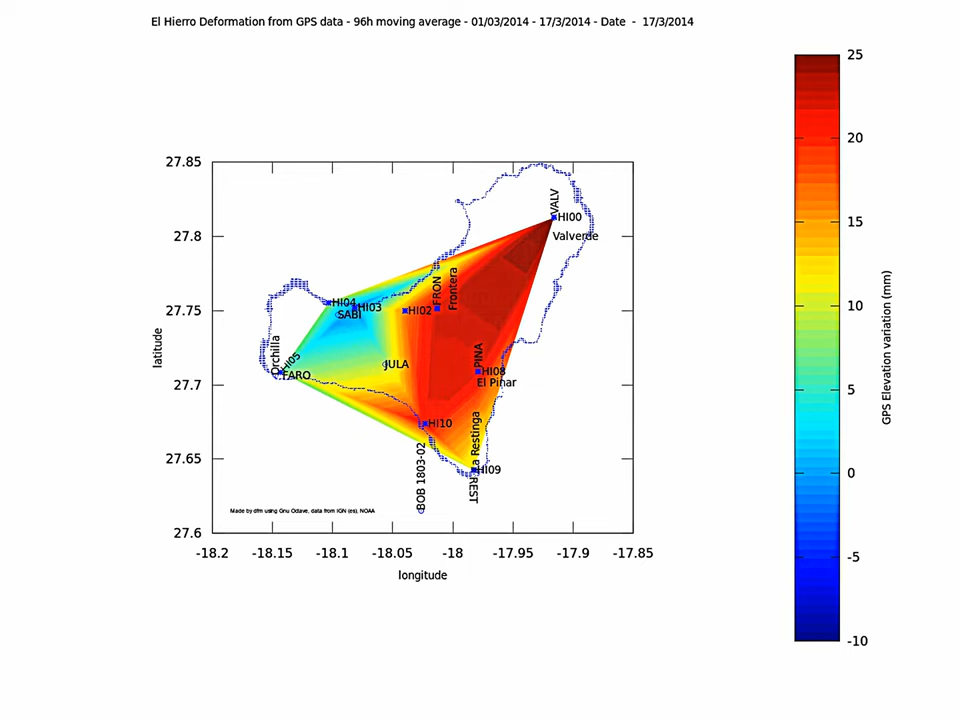 El Hierro Deformation from GPS data - 96h moving average - 01/03/2014 - 17/3/2014 - Date - 17/3/2014
25
20
15
10
5
0
-5
-10
GPS Elevation variation (mm)
27.85
27.8
27.75
27.7
27.65
27.6
latitude
VALV
HI00
Valverde
FRON
Frontera
HI04
HI03
SABI
HI02
Orchilla
HI05
FARO
JULA
PINA
HI08
El Pinar
HI10
La Restinga
HI09
REST
BOB 1803-02
Made by dfm using Gnu Octave, data from IGN (es), NOAA
-18.2
-18.15
-18.1
-18.05
-18
-17.95
-17.9
-17.85
longitude